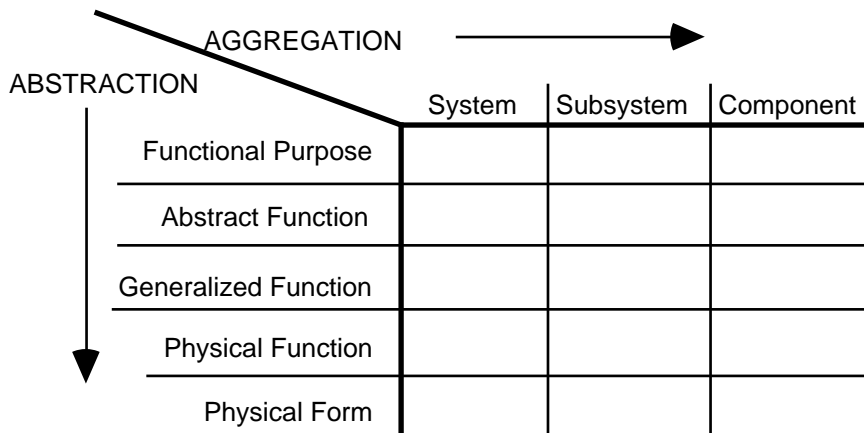 AGGREGATION
ABSTRACTION
System Subsystem Component
Functional Purpose
Abstract Function
Generalized Function
Physical Function
Physical Form